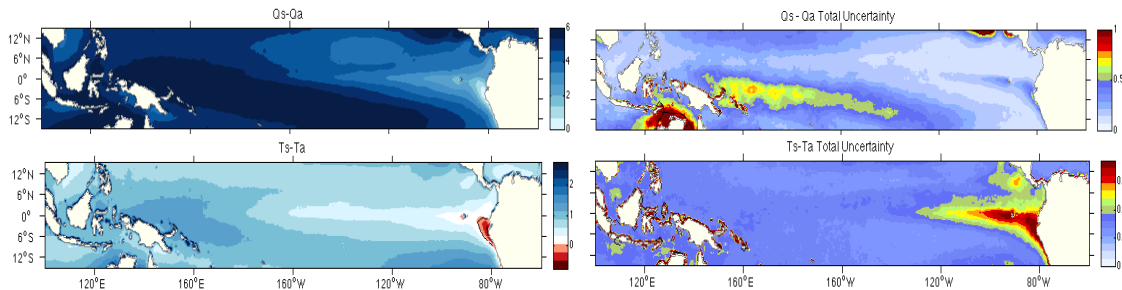 Qs-Qa
12°N
6°N
0°
6°S
12°S
6
4
2
0
Qs - Qa Total Uncertainty
1
0.5
0
Ts-Ta
12°N
6°N
0°
6°S
12°S
120°E
160°E
160°W
120°W
80°W
2
1
0
Ts-Ta Total Uncertainty
120°E
160°E
160°W
120°W
80°W
0